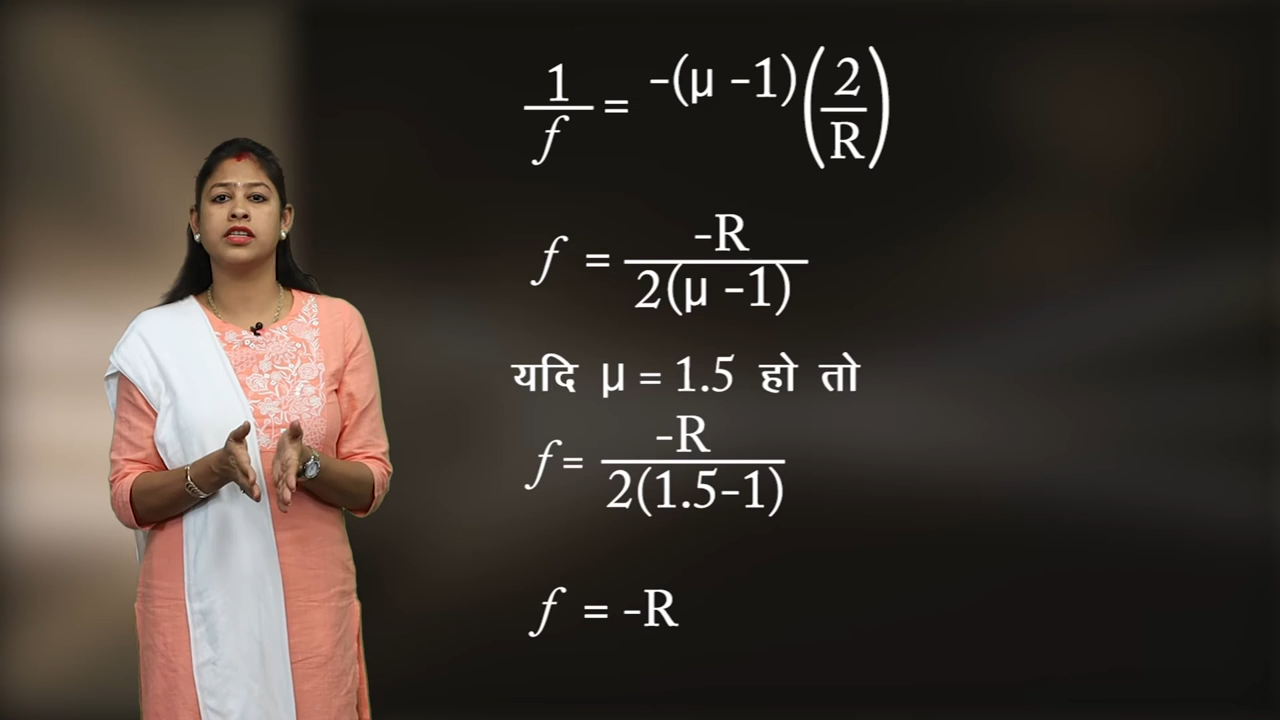 1/f = -(μ -1)(2/R)
f = -R/2(μ -1)
यदि μ = 1.5 हो तो
f = -R/2(1.5-1)
f = -R